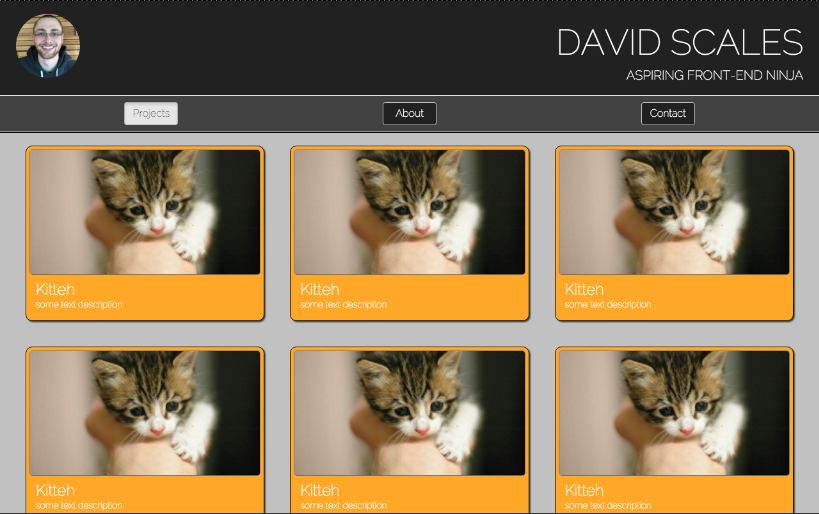 DAVID SCALES
ASPIRING FRONT-END NINJA
Projects
About
Contact
Kitteh
some text description
Kitteh
some text description
Kitteh
some text description
Kitteh
some text description
Kitteh
some text description
Kitteh
some text description